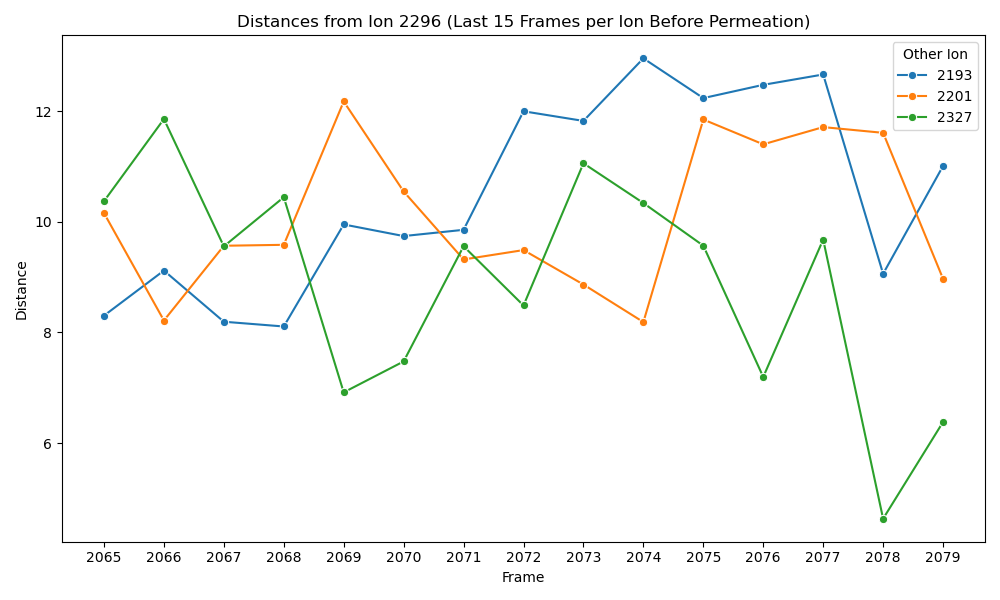 Distances from Ion 2296 (Last 15 Frames per Ion Before Permeation)
Other Ion
2193
2201
2327
Distance
12
10
8
6
2065 2066 2067 2068 2069 2070 2071 2072 2073 2074 2075 2076 2077 2078 2079
Frame